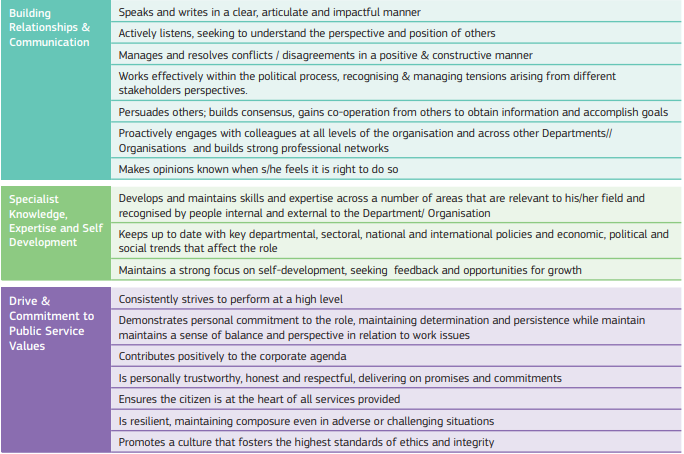 Building
Relationships &
Communication
Speaks and writes in a clear, articulate and impactful manner
Actively listens, seeking to understand the perspective and position of others
Manages and resolves conflicts / disagreements in a positive & constructive manner
Works effectively within the political process, recognising & managing tensions arising from different
stakeholders perspectives.
Persuades others; builds consensus, gains co-operation from others to obtain information and accomplish goals
Proactively engages with colleagues at all levels of the organisation and across other Departments//
Organisations and builds strong professional networks
Makes opinions known when s/he feels it is right to do so
Specialist
Knowledge,
Expertise and Self
Development
Develops and maintains skills and expertise across a number of areas that are relevant to his/her field and
recognised by people internal and external to the Department/ Organisation
Keeps up to date with key departmental, sectoral, national and international policies and economic, political and
social trends that affect the role
Maintains a strong focus on self-development, seeking feedback and opportunities for growth
Drive &
Commitment to
Public Service
Values
Consistently strives to perform at a high level
Demonstrates personal commitment to the role, maintaining determination and persistence while maintain
maintains a sense of balance and perspective in relation to work issues
Contributes positively to the corporate agenda
Is personally trustworthy, honest and respectful, delivering on promises and commitments
Ensures the citizen is at the heart of all services provided
Is resilient, maintaining composure even in adverse or challenging situations
Promotes a culture that fosters the highest standards of ethics and integrity